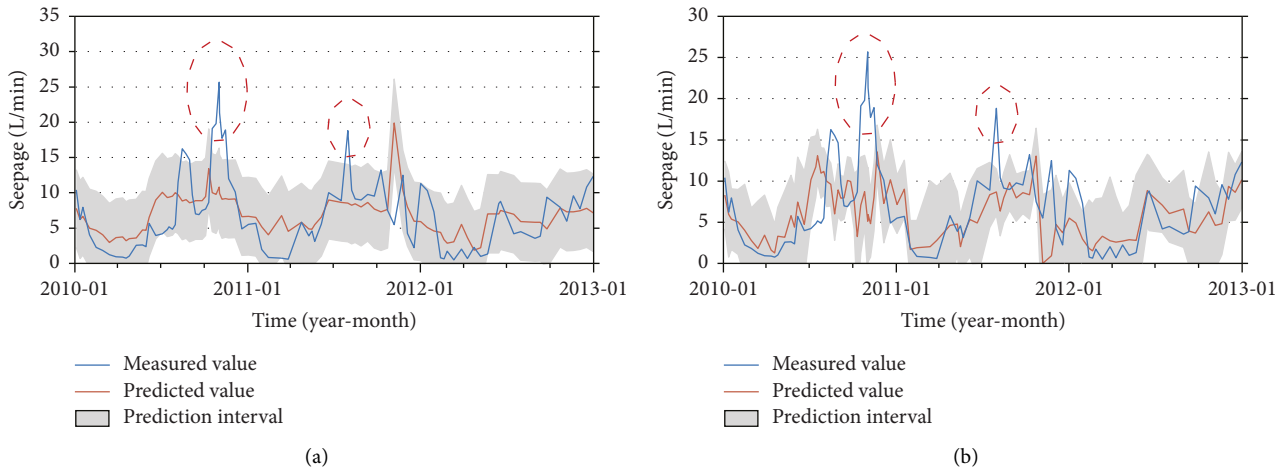 35
30
25
20
15
10
5
0
Seepage (L/min)
2010-01 2011-01 2012-01 2013-01
Time (year-month)
Measured value
Predicted value
Prediction interval
(a)
30
25
20
15
10
5
0
Seepage (L/min)
2010-01 2011-01 2012-01 2013-01
Time (year-month)
Measured value
Predicted value
Prediction interval
(b)